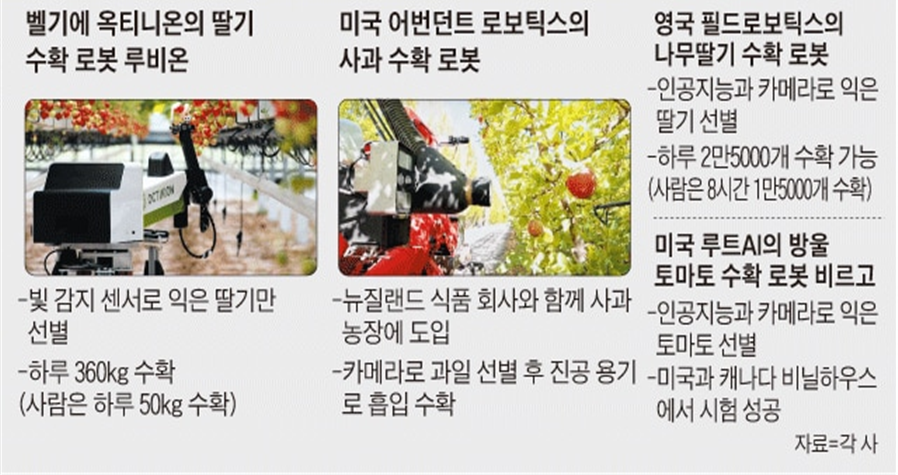 벨기에 옥티니온의 딸기
수확 로봇 루비온
OCTINION
-빛 감지 센서로 익은 딸기만
선별
-하루 360kg 수확
(사람은 하루 50kg 수확)
미국 어번던트 로보틱스의
사과 수확 로봇
-뉴질랜드 식품 회사와 함께 사과
농장에 도입
-카메라로 과일 선별 후 진공 용기
로 흡입 수확
영국 필드로보틱스의
나무딸기 수확 로봇
-인공지능과 카메라로 익은
딸기 선별
-하루 2만5000개 수확 가능
(사람은 8시간 1만5000개 수확)
미국 루트AI의 방울
토마토 수확 로봇 비르고
-인공지능과 카메라로 익은
토마토 선별
-미국과 캐나다 비닐하우스
에서 시험 성공
자료=각 사